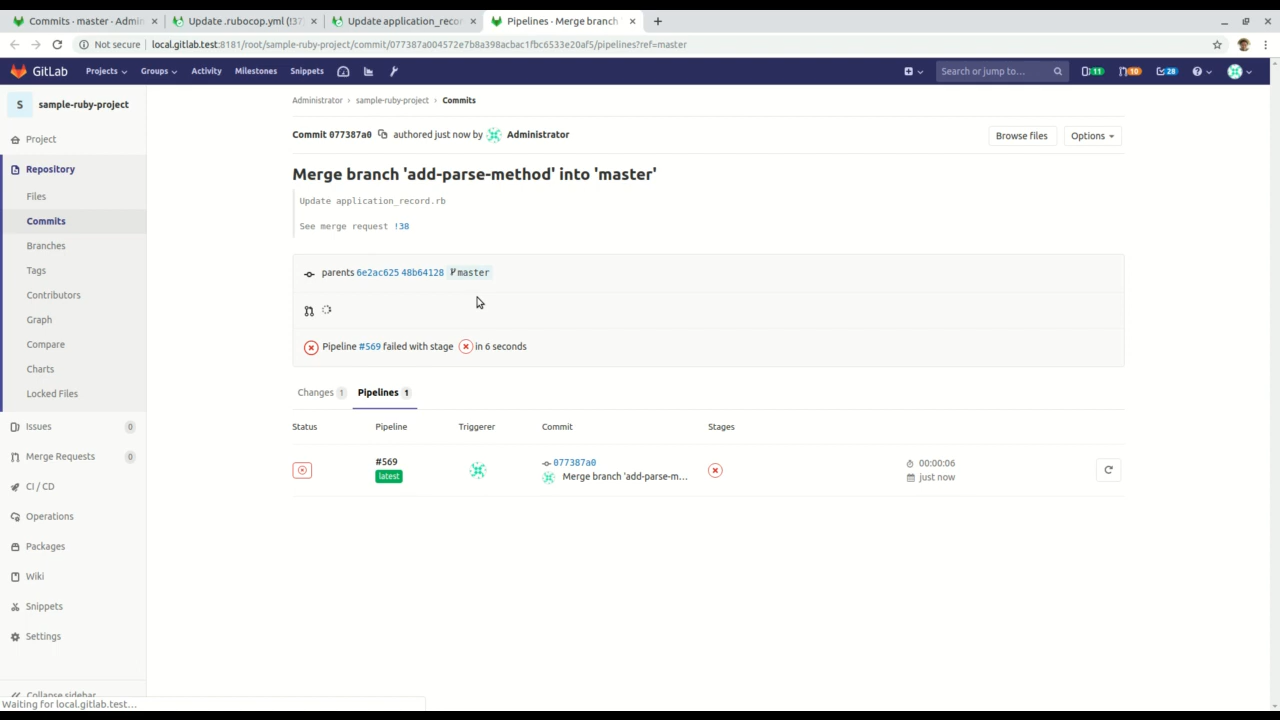 Commits · master · Admin
Update .rubocop.yml (!37)
Update application_recor
Pipelines · Merge branch
Not secure
local.gitlab.test:8181/root/sample-ruby-project/commit/077387a004572e7b8a398acbac1fbc6533e20af5/pipelines?ref=master
GitLab
Projects
Groups
Activity
Milestones
Snippets
Search or jump to…
11
10
28
S
sample-ruby-project
Project
Repository
Files
Commits
Branches
Tags
Contributors
Graph
Compare
Charts
Locked Files
Issues 0
Merge Requests 0
CI / CD
Operations
Packages
Wiki
Snippets
Settings
Collapse sidebar
Administrator › sample-ruby-project › Commits
Commit 077387a0 authored just now by Administrator
Browse files
Options
Merge branch 'add-parse-method' into 'master'
Update application_record.rb
See merge request !38
parents 6e2ac625 48b64128 master
Pipeline #569 failed with stage in 6 seconds
Changes 1
Pipelines 1
Status Pipeline Triggerer Commit Stages
#569
latest
077387a0
Merge branch 'add-parse-m...
00:00:06
just now
Waiting for local.gitlab.test...